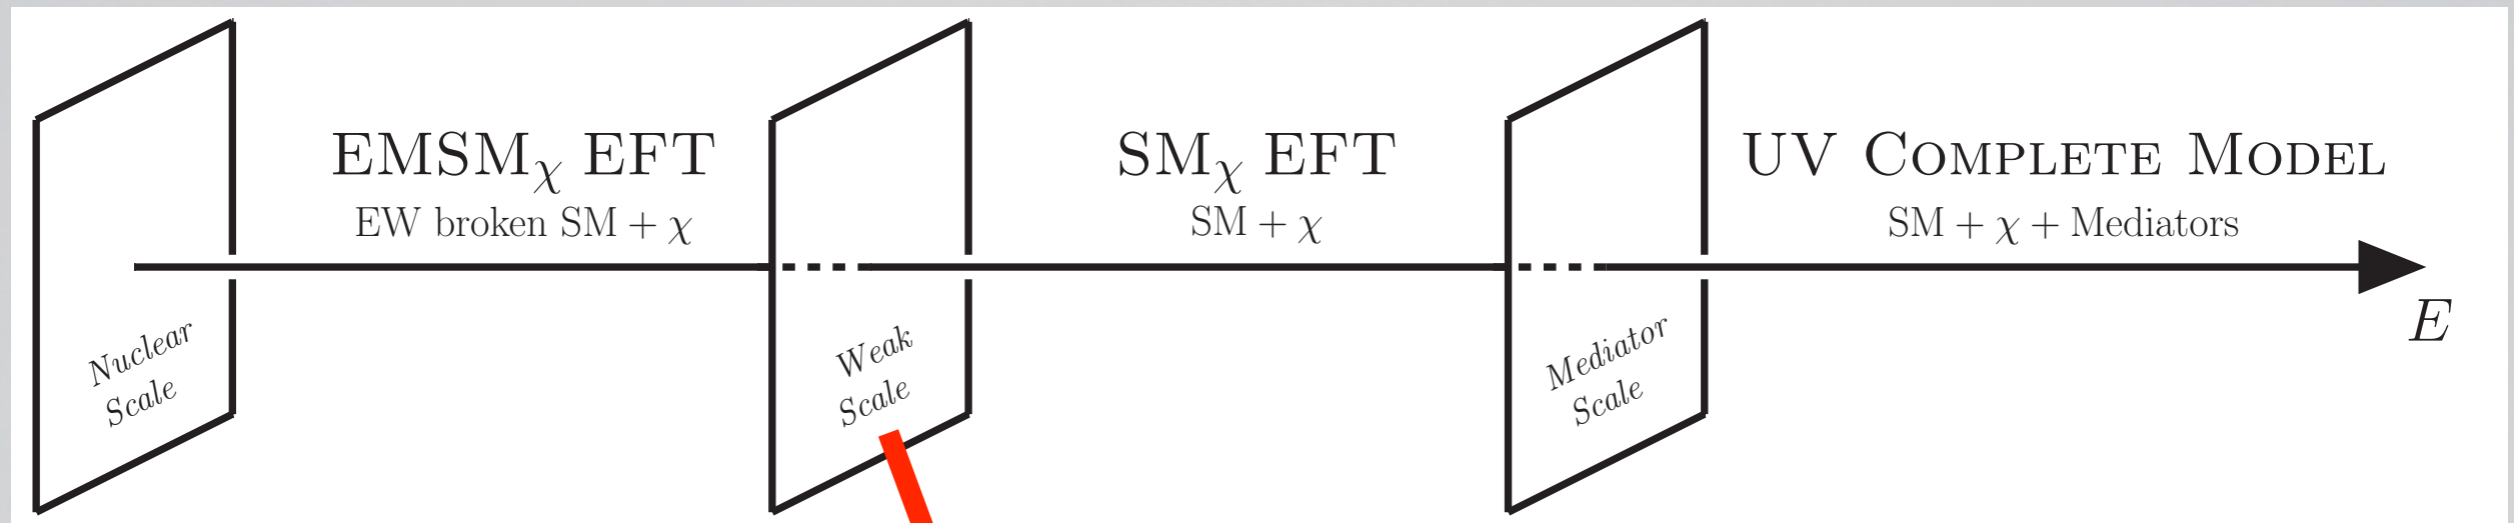 EMSMχ EFT
EW broken SM + χ
SMχ EFT
SM + χ
UV COMPLETE MODEL
SM + χ + Mediators
E
Nuclear
Scale
Weak
Scale
Mediator
Scale